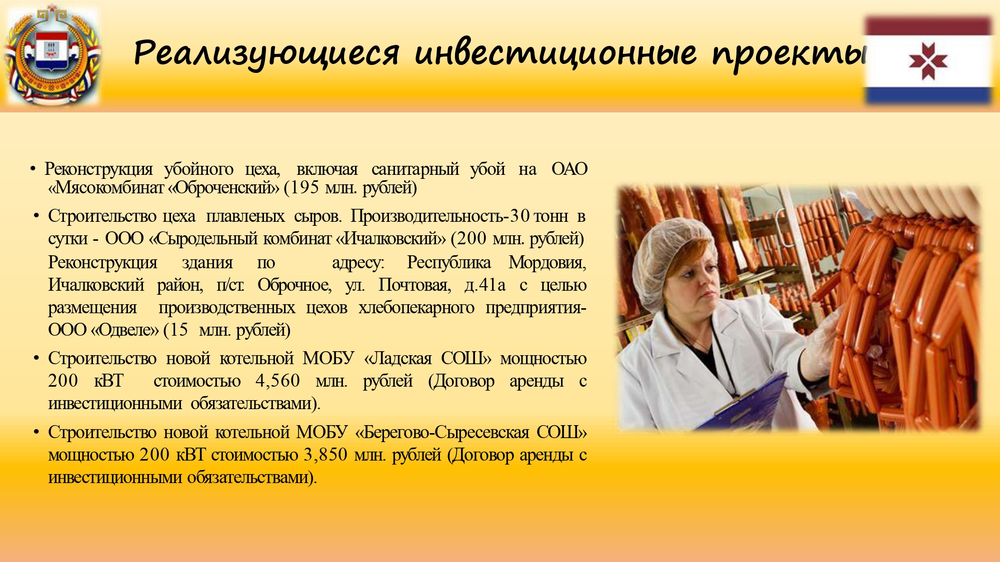 Реализующиеся инвестиционные проекты
• Реконструкция убойного цеха, включая санитарный убой на ОАО
«Мясокомбинат «Оброченский» (195 млн. рублей)
• Строительство цеха плавленых сыров. Производительность-30 тонн в
сутки - ООО «Сыродельный комбинат «Ичалковский» (200 млн. рублей)
Реконструкция здания по адресу: Республика Мордовия,
Ичалковский район, п/ст. Оброчное, ул. Почтовая, д.41а с целью
размещения производственных цехов хлебопекарного предприятия-
ООО «Одвеле» (15 млн. рублей)
• Строительство новой котельной МОБУ «Ладская СОШ» мощностью
200 кВТ стоимостью 4,560 млн. рублей (Договор аренды с
инвестиционными обязательствами).
• Строительство новой котельной МОБУ «Берегово-Сыресевская СОШ»
мощностью 200 кВТ стоимостью 3,850 млн. рублей (Договор аренды с
инвестиционными обязательствами).